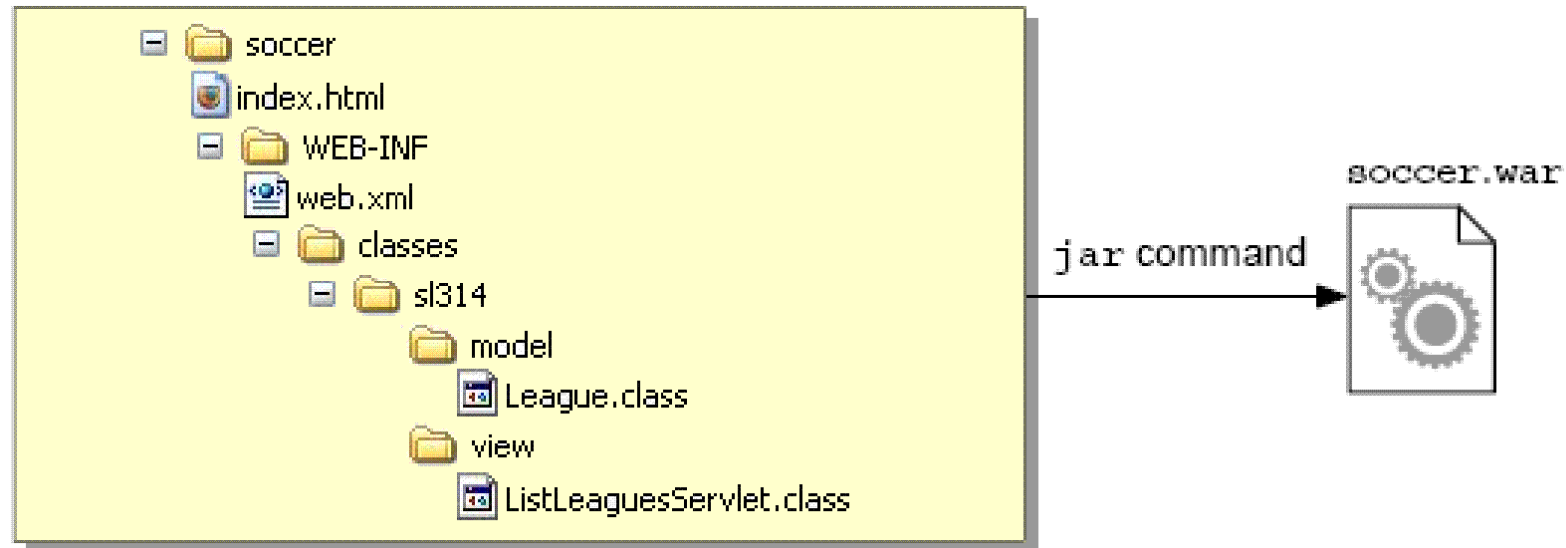 soccer
index.html
WEB-INF
web.xml
classes
sl314
model
League.class
view
ListLeaguesServlet.class
jar command
soccer.war